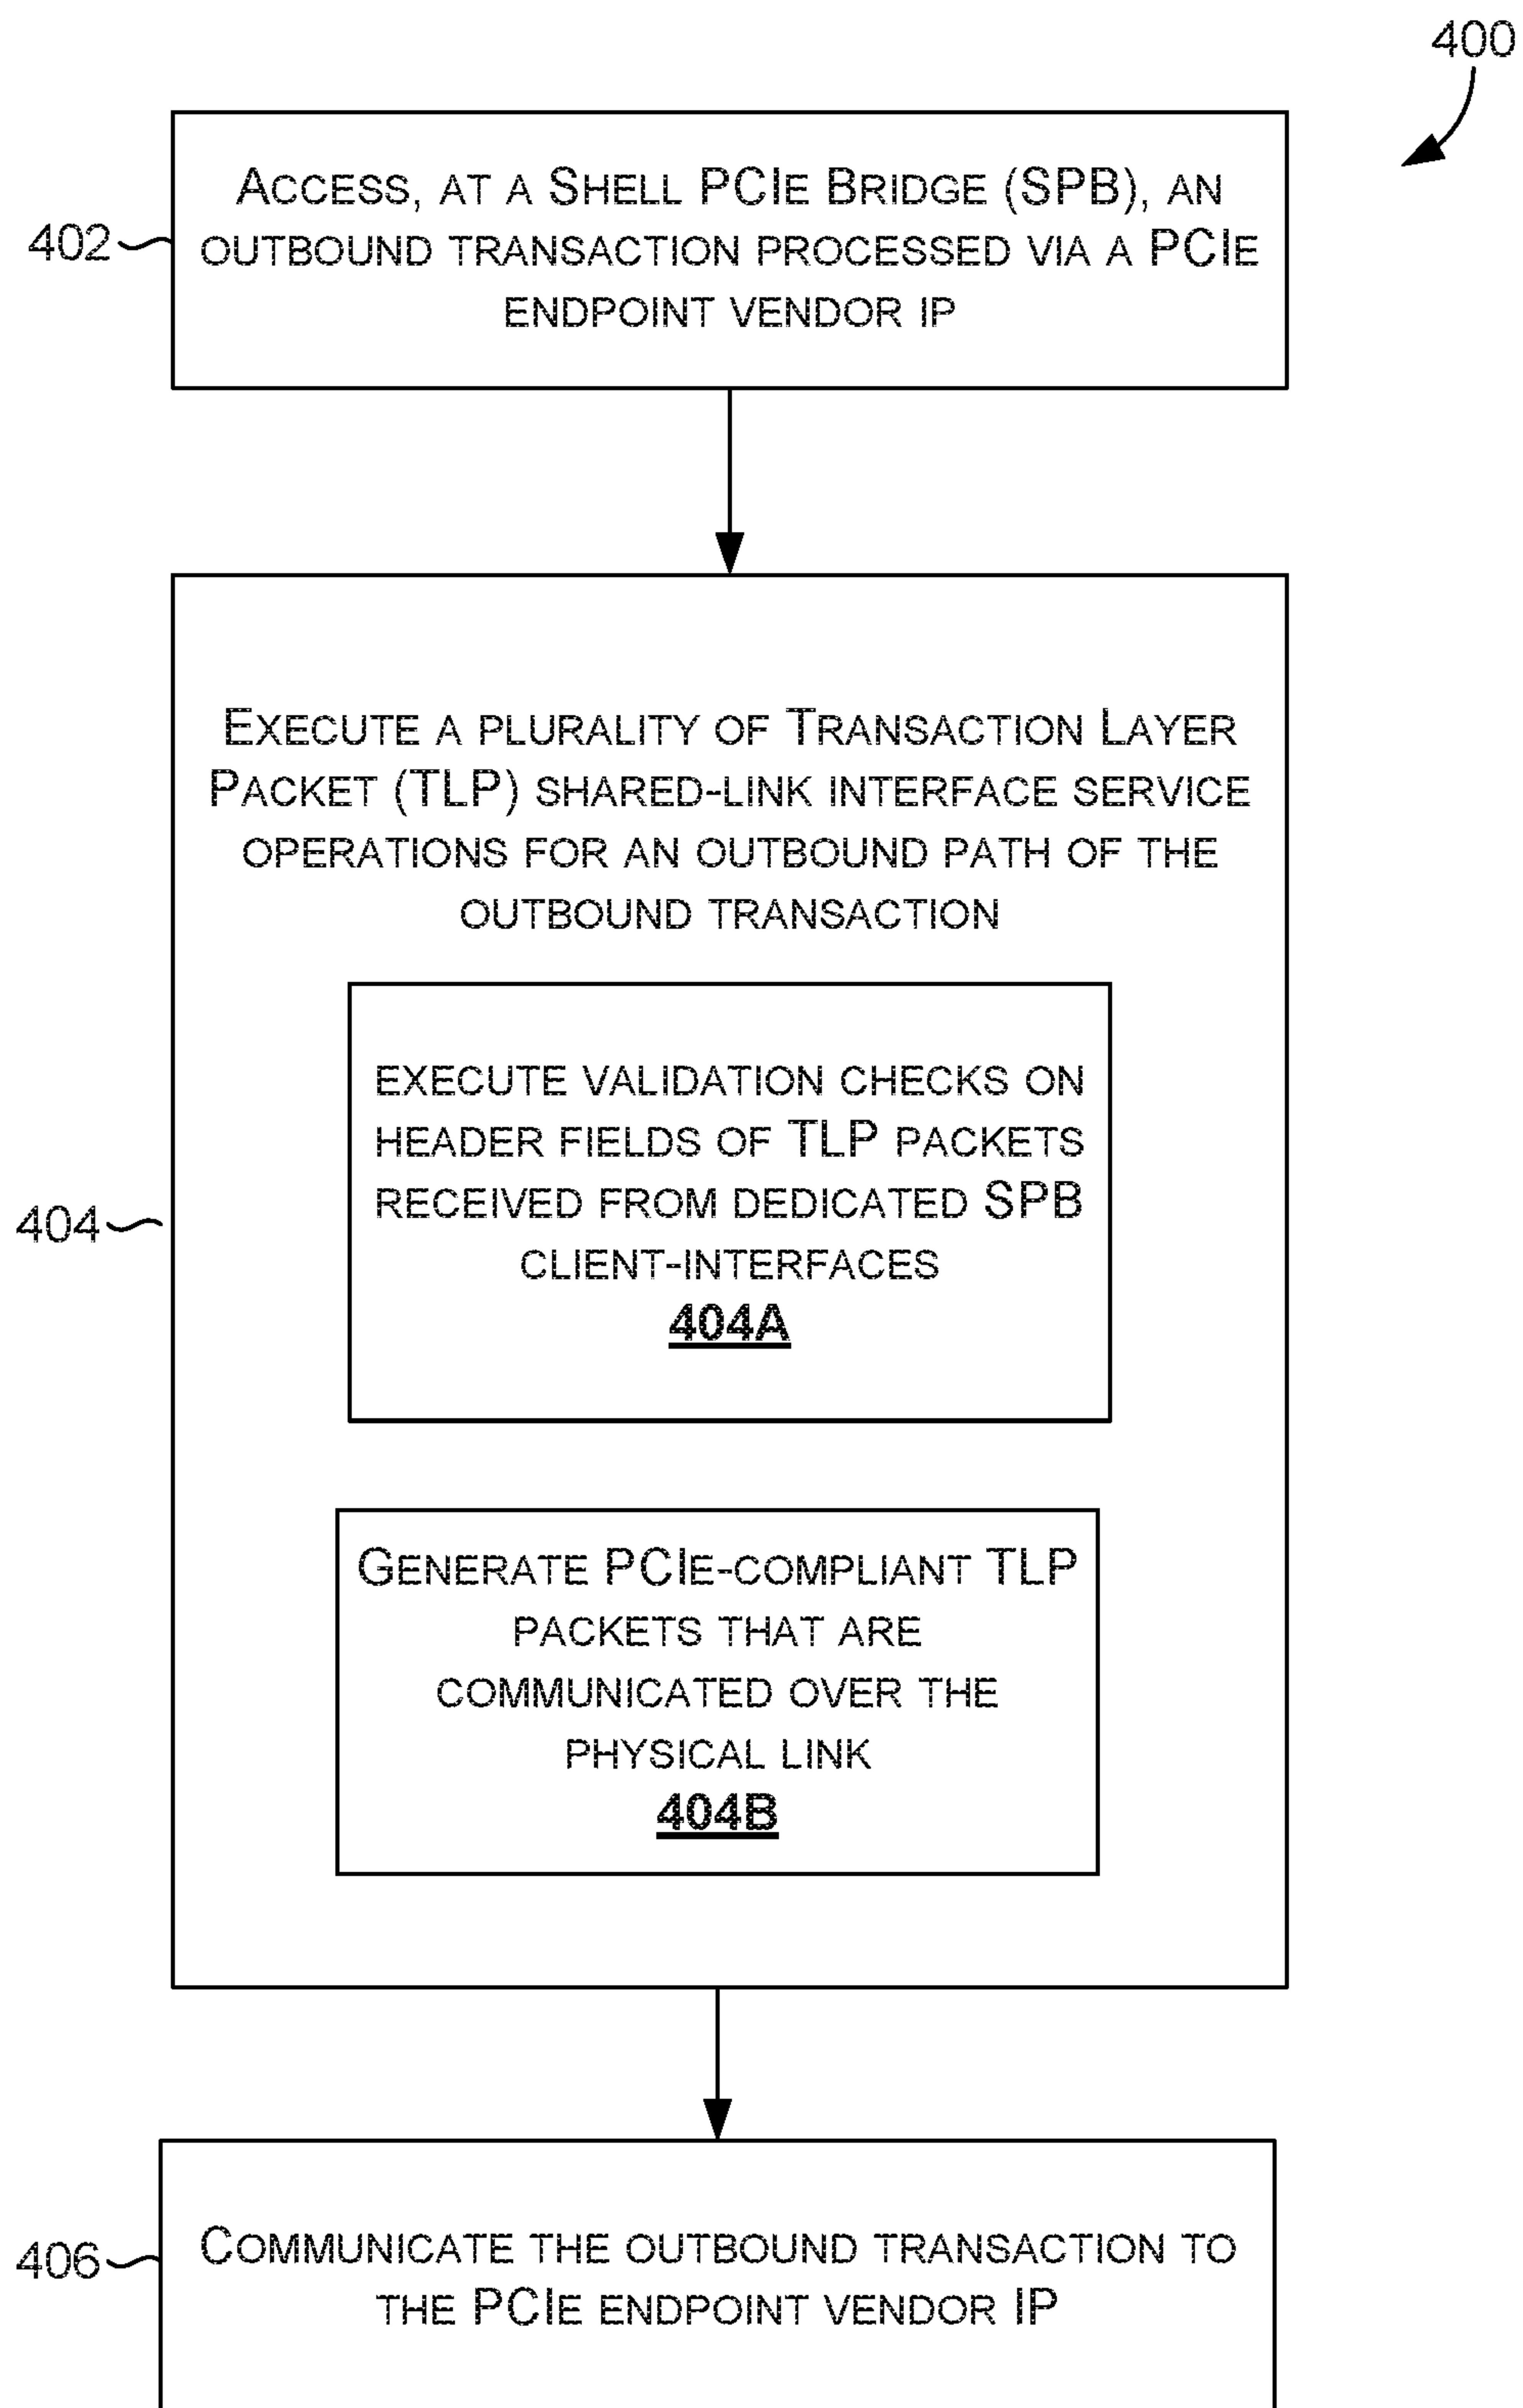 400
402
ACCESS, AT A SHELL PCIE BRIDGE (SPB), AN
OUTBOUND TRANSACTION PROCESSED VIA A PCIE
ENDPOINT VENDOR IP
404
EXECUTE A PLURALITY OF TRANSACTION LAYER
PACKET (TLP) SHARED-LINK INTERFACE SERVICE
OPERATIONS FOR AN OUTBOUND PATH OF THE
OUTBOUND TRANSACTION
EXECUTE VALIDATION CHECKS ON
HEADER FIELDS OF TLP PACKETS
RECEIVED FROM DEDICATED SPB
CLIENT-INTERFACES
404A
GENERATE PCIE-COMPLIANT TLP
PACKETS THAT ARE
COMMUNICATED OVER THE
PHYSICAL LINK
404B
406
COMMUNICATE THE OUTBOUND TRANSACTION TO
THE PCIE ENDPOINT VENDOR IP